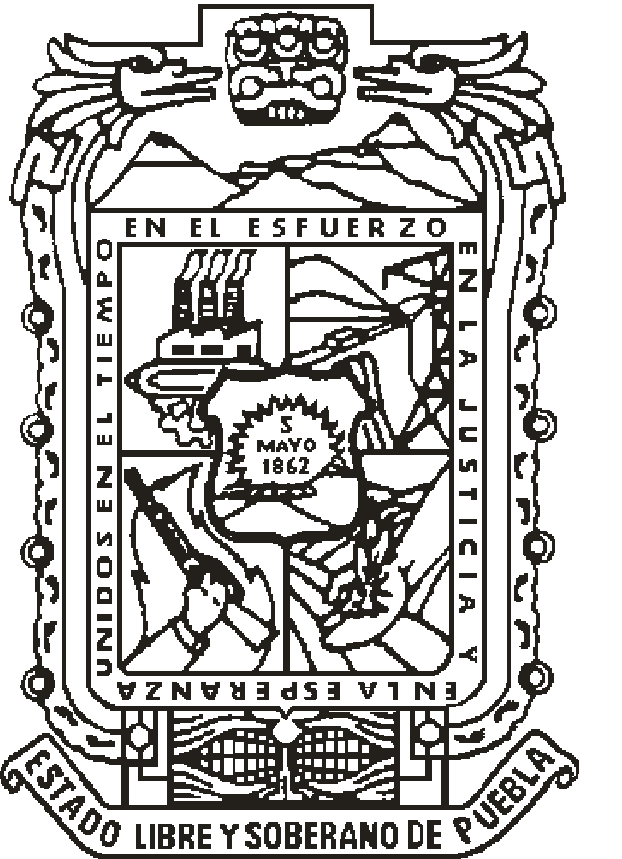 EN EL ESFUERZO
EN LA JUSTICIA Y
EN LA ESPERANZA
UNIDOS EN EL TIEMPO
5
MAYO
1862
ESTADO LIBRE Y SOBERANO DE PUEBLA